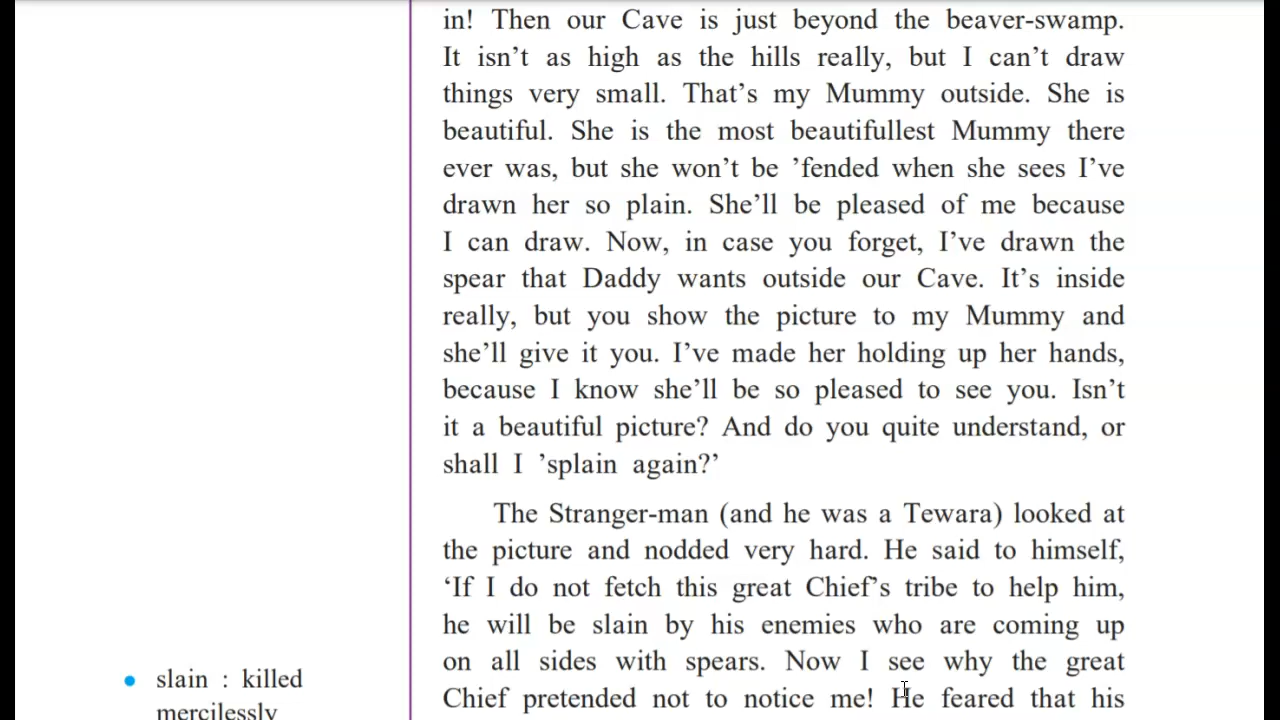 in! Then our Cave is just beyond the beaver-swamp.
It isn’t as high as the hills really, but I can’t draw
things very small. That’s my Mummy outside. She is
beautiful. She is the most beautifullest Mummy there
ever was, but she won’t be ’fended when she sees I’ve
drawn her so plain. She’ll be pleased of me because
I can draw. Now, in case you forget, I’ve drawn the
spear that Daddy wants outside our Cave. It’s inside
really, but you show the picture to my Mummy and
she’ll give it you. I’ve made her holding up her hands,
because I know she’ll be so pleased to see you. Isn’t
it a beautiful picture? And do you quite understand, or
shall I ’splain again?’
The Stranger-man (and he was a Tewara) looked at
the picture and nodded very hard. He said to himself,
‘If I do not fetch this great Chief’s tribe to help him,
he will be slain by his enemies who are coming up
on all sides with spears. Now I see why the great
Chief pretended not to notice me! He feared that his
slain : killed
mercilessly